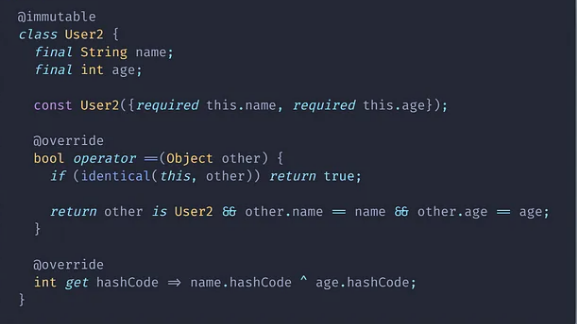 @immutable
class User2 {
  final String name;
  final int age;

  const User2({required this.name, required this.age});

  @override
  bool operator ==(Object other) {
    if (identical(this, other)) return true;

    return other is User2 && other.name == name && other.age == age;
  }

  @override
  int get hashCode => name.hashCode ^ age.hashCode;
}